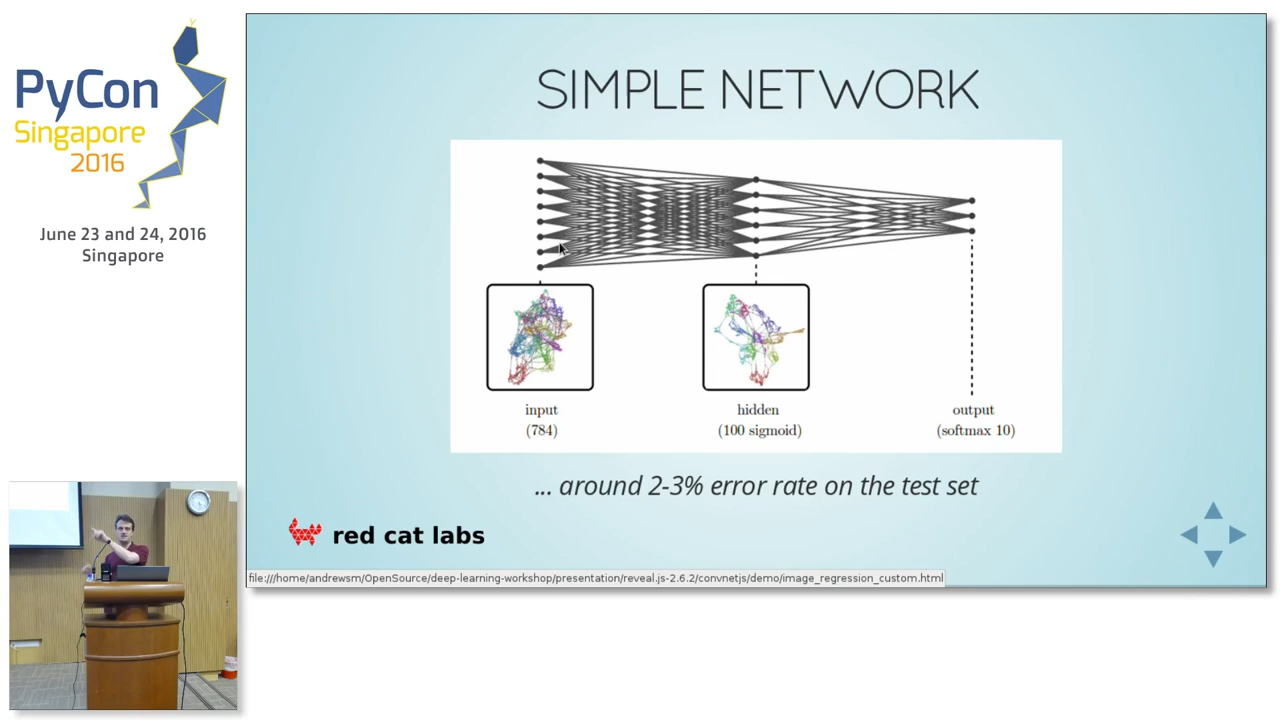 PyCon
Singapore
2016
June 23 and 24, 2016
Singapore
SIMPLE NETWORK
input
(784)
hidden
(100 sigmoid)
output
(softmax 10)
... around 2-3% error rate on the test set
red cat labs
file:///home/andrewsm/OpenSource/deep-learning-workshop/presentation/reveal.js-2.6.2/convnetjs/demo/image_regression_custom.html